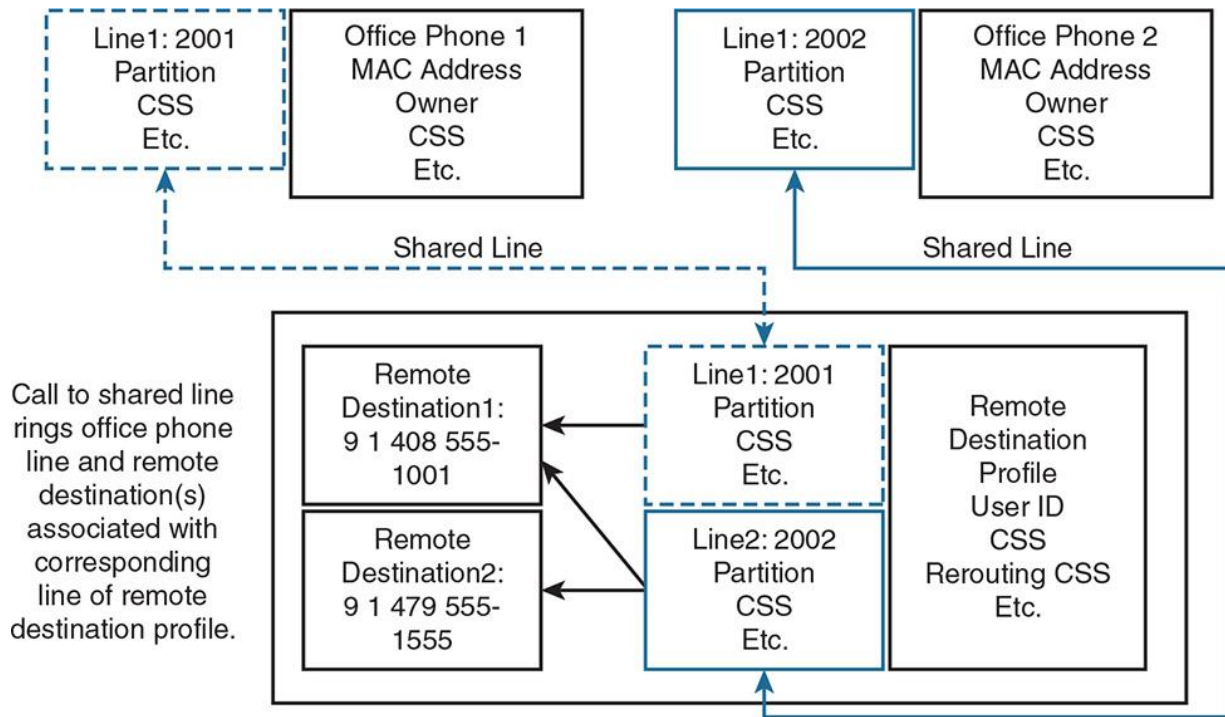 Line1: 2001
Partition
CSS
Etc.
Office Phone 1
MAC Address
Owner
CSS
Etc.
Line1: 2002
Partition
CSS
Etc.
Office Phone 2
MAC Address
Owner
CSS
Etc.
Shared Line
Shared Line
Call to shared line
rings office phone
line and remote
destination(s)
associated with
corresponding
line of remote
destination profile.
Remote
Destination1:
9 1 408 555-
1001
Remote
Destination2:
9 1 479 555-
1555
Line1: 2001
Partition
CSS
Etc.
Line2: 2002
Partition
CSS
Etc.
Remote
Destination
Profile
User ID
CSS
Rerouting CSS
Etc.